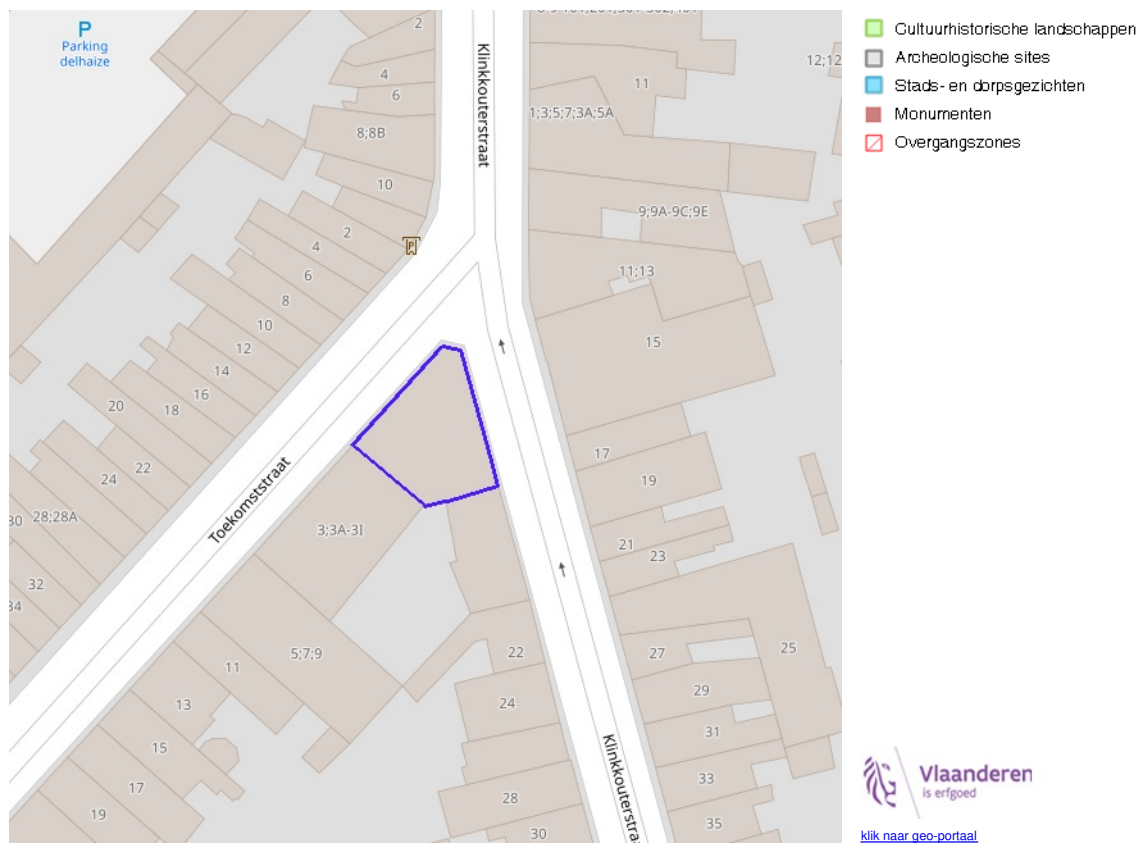 P
Parking
delhaize
2
4
6
8;8B
10
2
4
6
8
10
12
14
16
18
20
22
24
28;28A
30
32
34
Klinkkouterstraat
11
1;3;5;7;3A;5A
12;12
9;9A-9C;9E
11;13
15
17
19
21
23
25
27
29
31
33
35
P
Toekomststraat
3;3A-3I
5;7;9
11
13
15
17
19
22
24
28
30
Klinkkouterstraa
Cultuurhistorische landschappen
Archeologische sites
Stads- en dorpsgezichten
Monumenten
Overgangszones
Vlaanderen
is erfgoed
klik naar geo-portaal